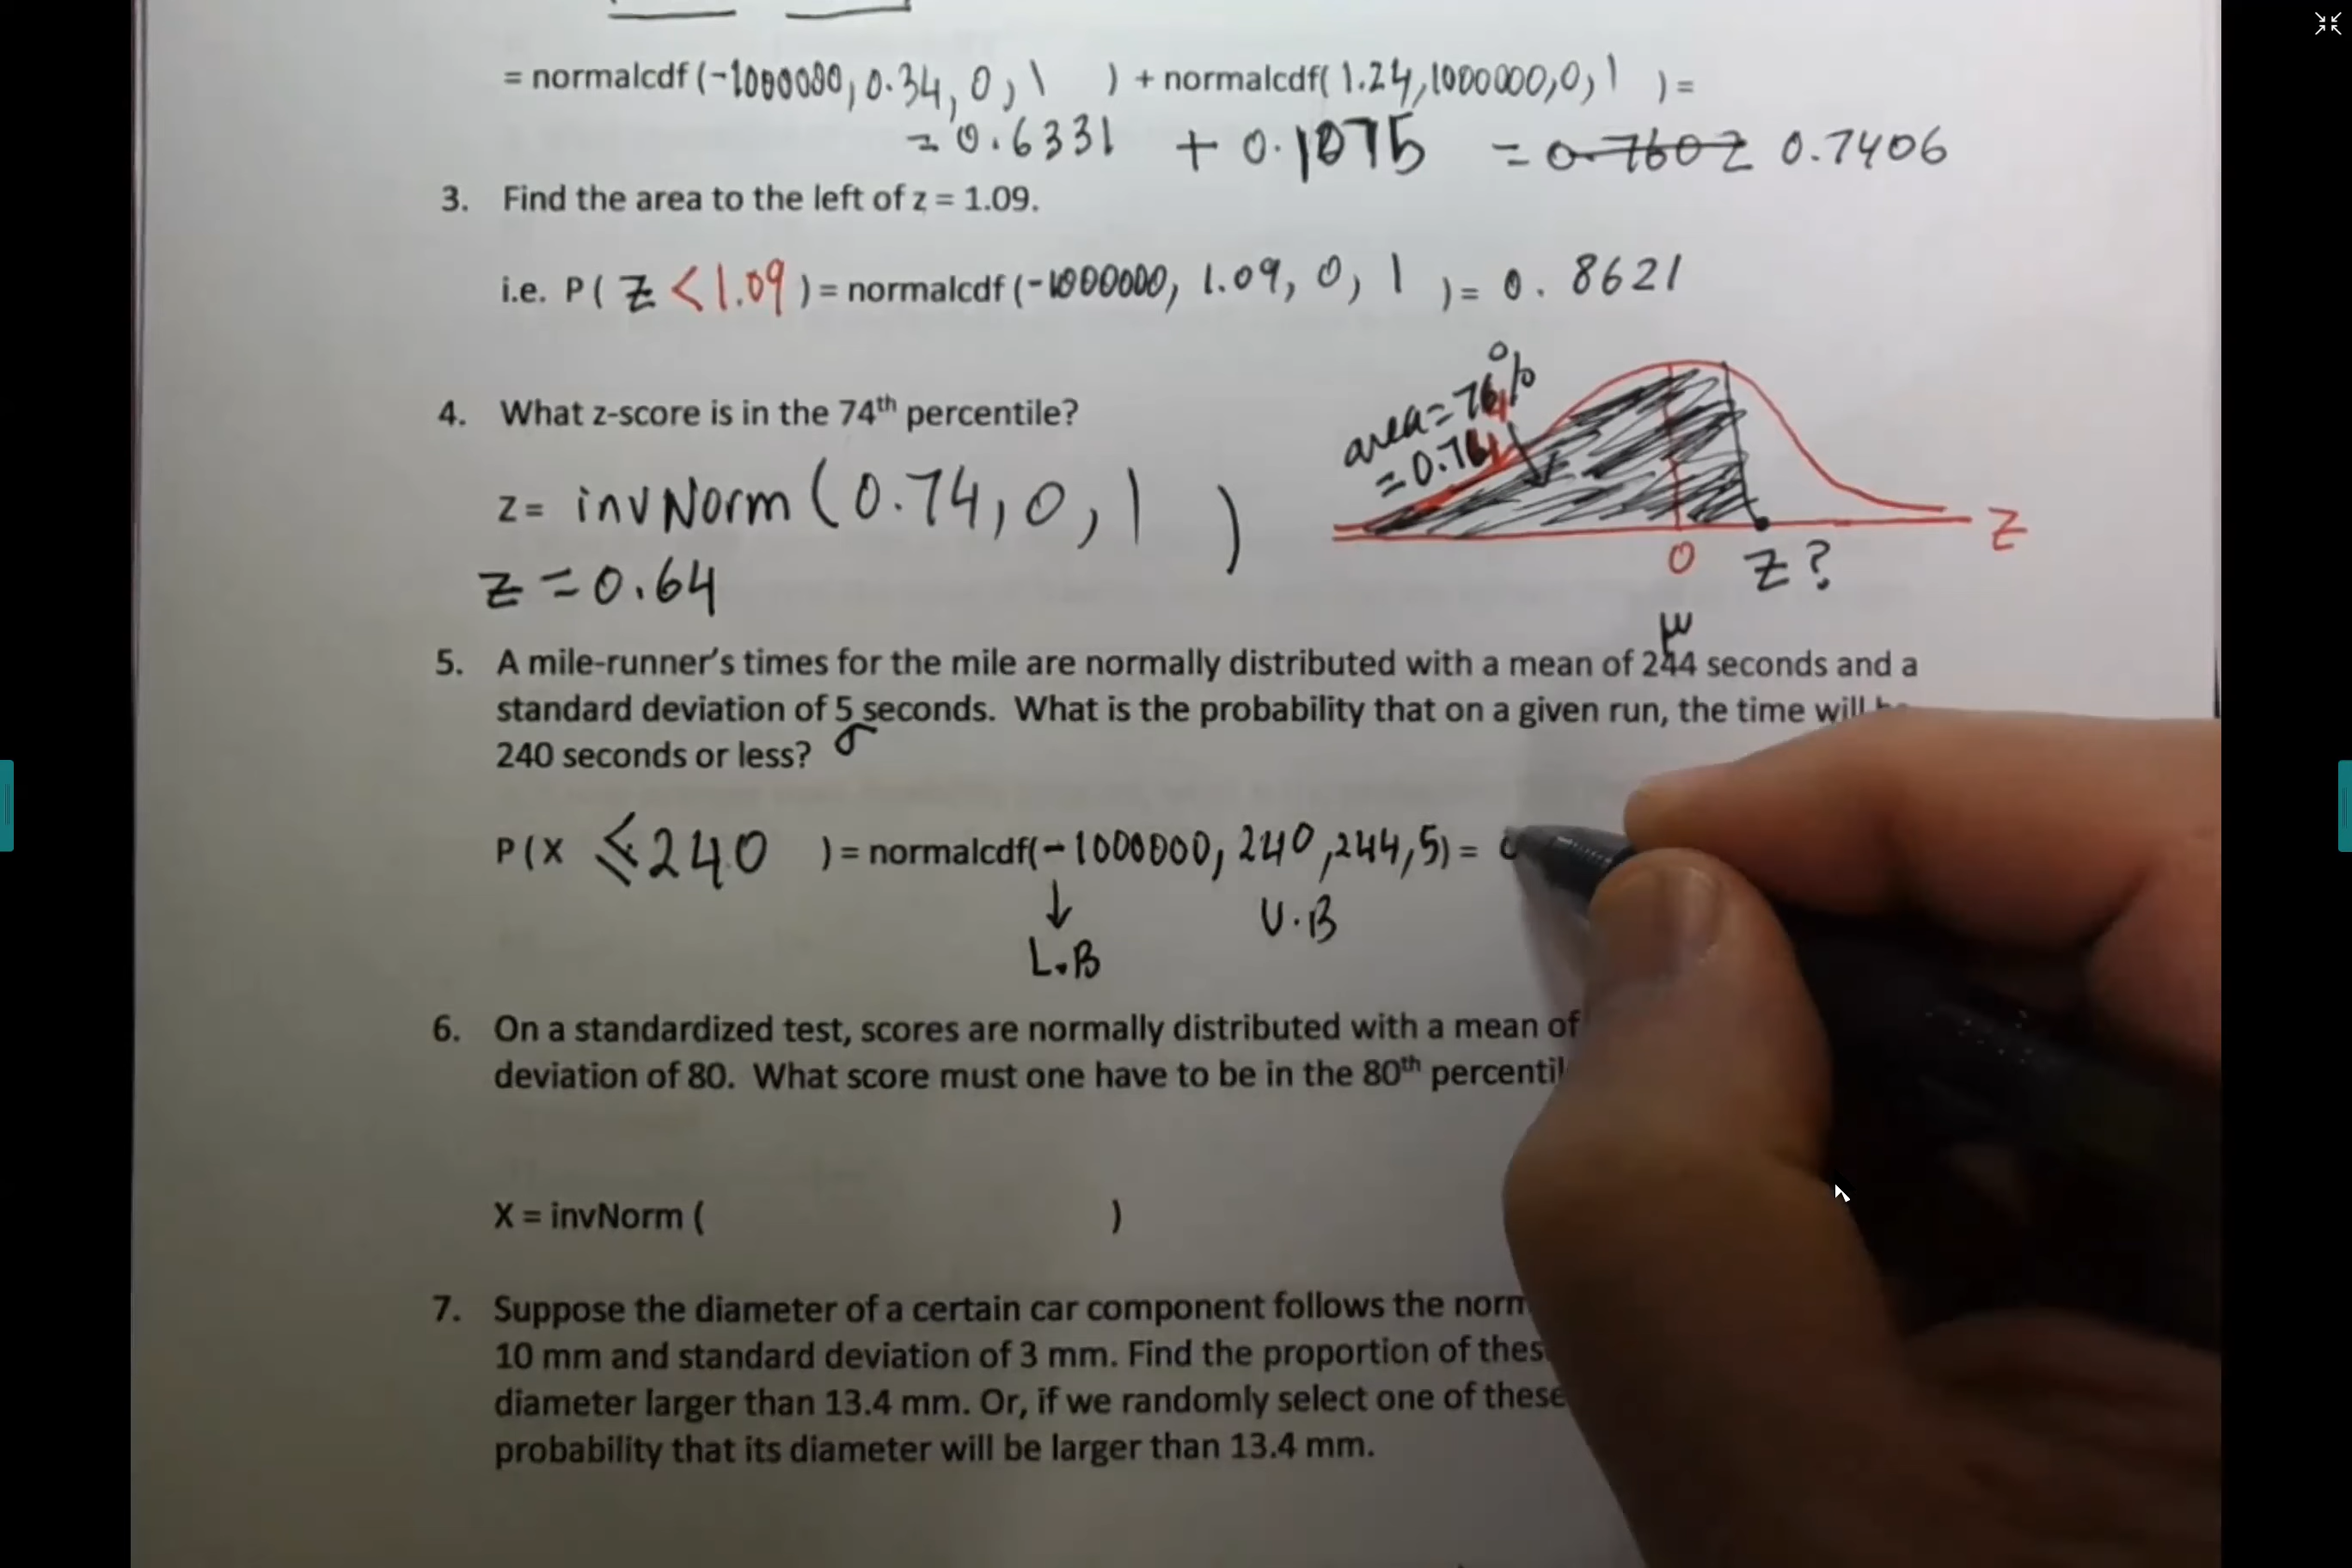 = normalcdf (-1000000, 0.34, 0, 1 ) + normalcdf( 1.24, 1000000, 0, 1 ) =
= 0.6331 + 0.1075 = 0.7602 0.7406
3. Find the area to the left of z = 1.09.
i.e. P ( Z < 1.09 ) = normalcdf (-1000000, 1.09, 0, 1 ) = 0.8621
4. What z-score is in the 74th percentile?
area = 74%
= 0.74
z = invNorm ( 0.74, 0, 1 )
0 Z
z = 0.64
Z ?
μ
5. A mile-runner's times for the mile are normally distributed with a mean of 244 seconds and a
standard deviation of 5 seconds. What is the probability that on a given run, the time will
240 seconds or less? σ
P ( X ≤ 240 ) = normalcdf( -1000000, 240, 244, 5) = 0
↓ U.B
L.B
6. On a standardized test, scores are normally distributed with a mean of
deviation of 80. What score must one have to be in the 80th
X = invNorm ( )
7. Suppose the diameter of a certain car component follows the
10 mm and standard deviation of 3 mm. Find the proportion of
diameter larger than 13.4 mm. Or, if we randomly select one of these
probability that its diameter will be larger than 13.4 mm.